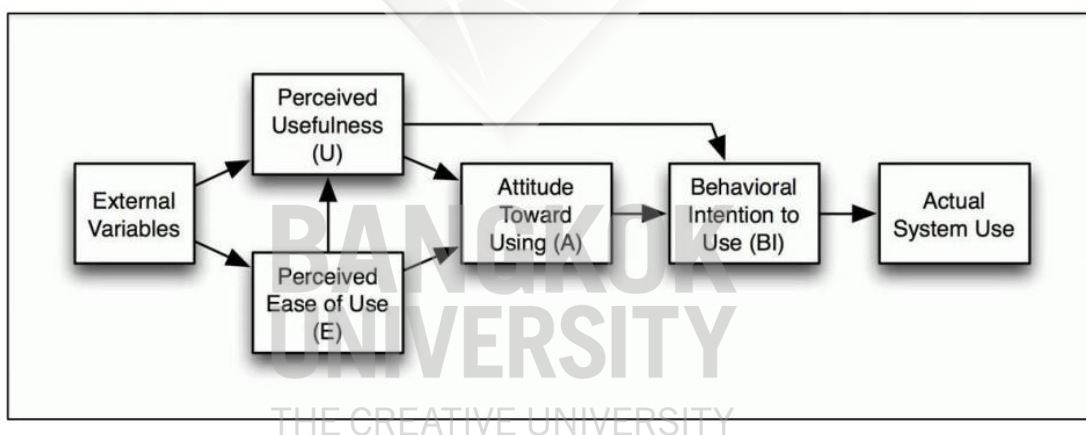 Perceived
Usefulness
(U)
External
Variables
Perceived
Ease of Use
(E)
Attitude
Toward
Using (A)
Behavioral
Intention to
Use (BI)
Actual
System Use
BANGKOK
UNIVERSITY
THE CREATIVE UNIVERSITY